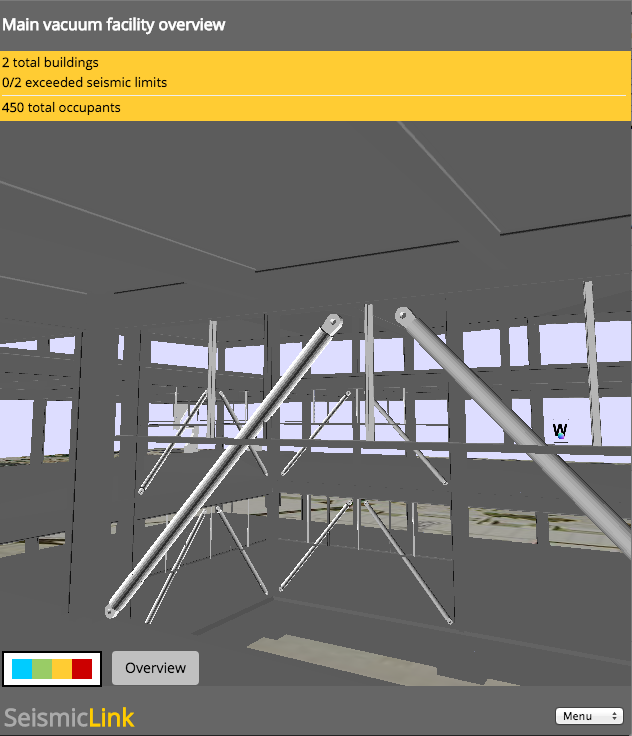 Main vacuum facility overview
2 total buildings
0/2 exceeded seismic limits
450 total occupants
W
Overview
SeismicLink
Menu